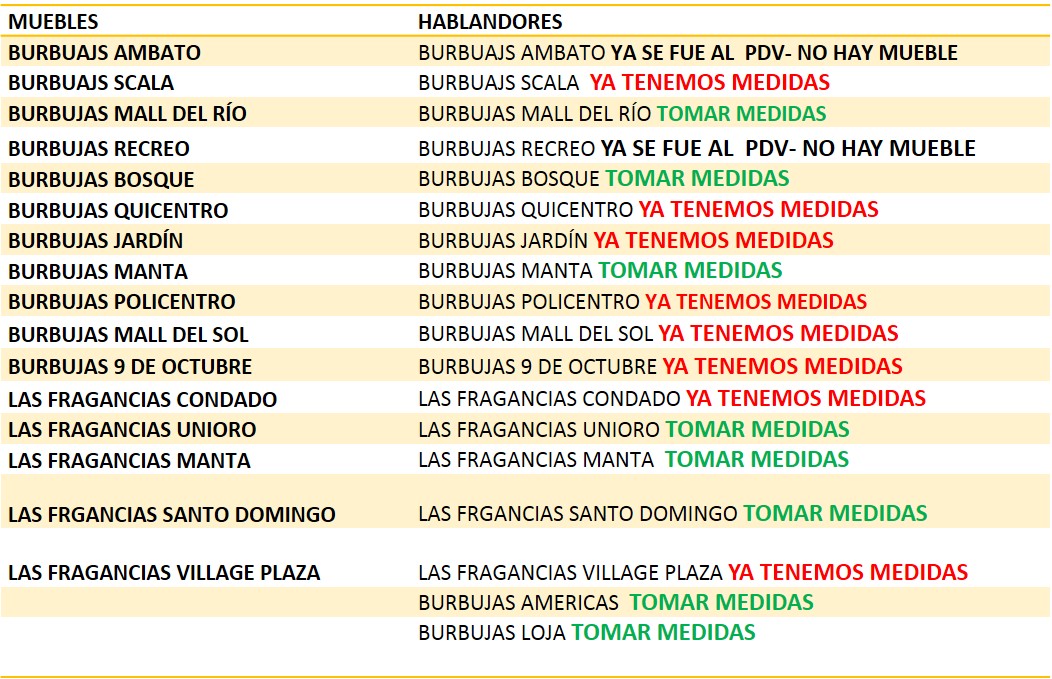 MUEBLES HABLANDORES
BURBUAJS AMBATO BURBUAJS AMBATO YA SE FUE AL PDV- NO HAY MUEBLE
BURBUAJS SCALA BURBUAJS SCALA YA TENEMOS MEDIDAS
BURBUJAS MALL DEL RÍO BURBUJAS MALL DEL RÍO TOMAR MEDIDAS
BURBUJAS RECREO BURBUJAS RECREO YA SE FUE AL PDV- NO HAY MUEBLE
BURBUJAS BOSQUE BURBUJAS BOSQUE TOMAR MEDIDAS
BURBUJAS QUICENTRO BURBUJAS QUICENTRO YA TENEMOS MEDIDAS
BURBUJAS JARDÍN BURBUJAS JARDÍN YA TENEMOS MEDIDAS
BURBUJAS MANTA BURBUJAS MANTA TOMAR MEDIDAS
BURBUJAS POLICENTRO BURBUJAS POLICENTRO YA TENEMOS MEDIDAS
BURBUJAS MALL DEL SOL BURBUJAS MALL DEL SOL YA TENEMOS MEDIDAS
BURBUJAS 9 DE OCTUBRE BURBUJAS 9 DE OCTUBRE YA TENEMOS MEDIDAS
LAS FRAGANCIAS CONDADO LAS FRAGANCIAS CONDADO YA TENEMOS MEDIDAS
LAS FRAGANCIAS UNIORO LAS FRAGANCIAS UNIORO TOMAR MEDIDAS
LAS FRAGANCIAS MANTA LAS FRAGANCIAS MANTA TOMAR MEDIDAS
LAS FRGANCIAS SANTO DOMINGO LAS FRGANCIAS SANTO DOMINGO TOMAR MEDIDAS
LAS FRAGANCIAS VILLAGE PLAZA LAS FRAGANCIAS VILLAGE PLAZA YA TENEMOS MEDIDAS
BURBUJAS AMERICAS TOMAR MEDIDAS
BURBUJAS LOJA TOMAR MEDIDAS